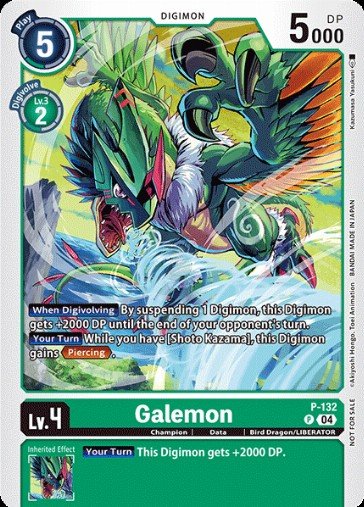 DIGIMON
Play
5
DP
5000
Digivolve
Lv.3
2
Kazumasa Yasukuni
When Digivolving By suspending 1 Digimon, this Digimon
gets +2000 DP until the end of your opponent's turn.
Your Turn While you have [Shoto Kazama], this Digimon
gains Piercing.
©Akiyoshi Hongo, Toei Animation BANDAI MADE IN JAPAN
NOT FOR SALE
Lv.4
Galemon
P-132
P 04
Champion Data Bird Dragon/LIBERATOR
Inherited Effect
Your Turn This Digimon gets +2000 DP.